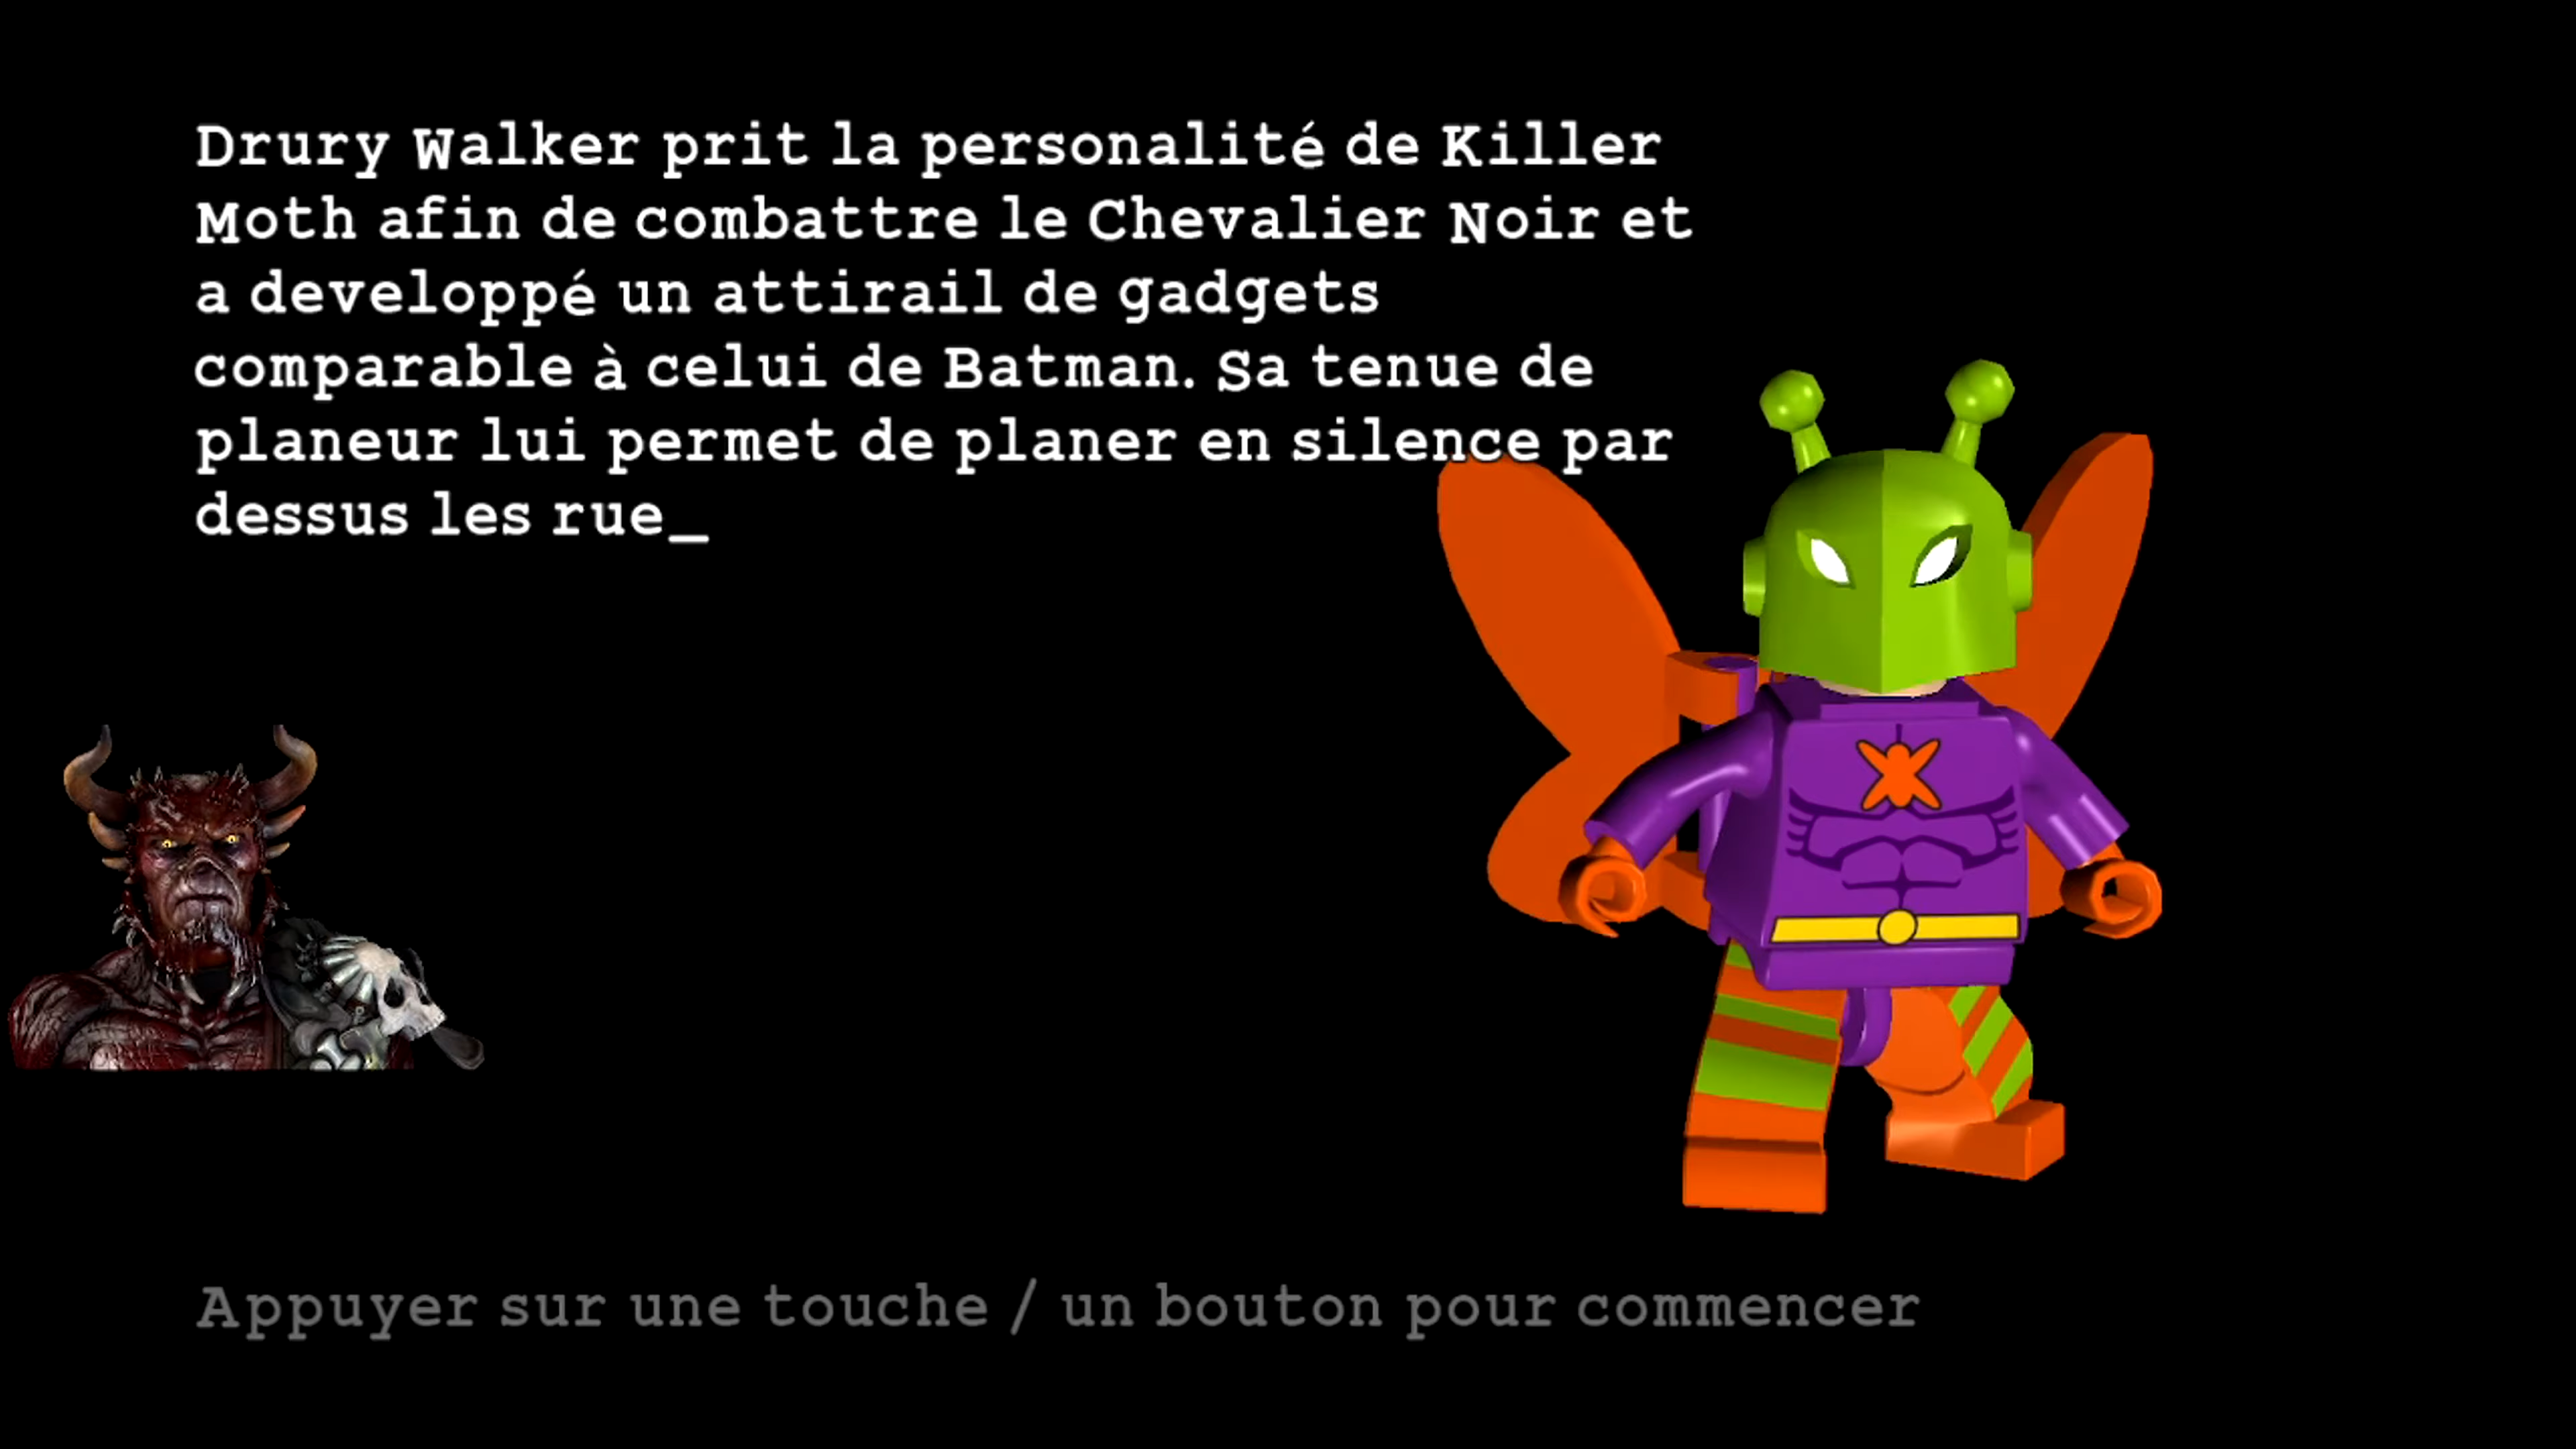 Drury Walker prit la personalité de Killer
Moth afin de combattre le Chevalier Noir et
a developpé un attirail de gadgets
comparable à celui de Batman. Sa tenue de
planeur lui permet de planer en silence par
dessus les rue_
Appuyer sur une touche / un bouton pour commencer